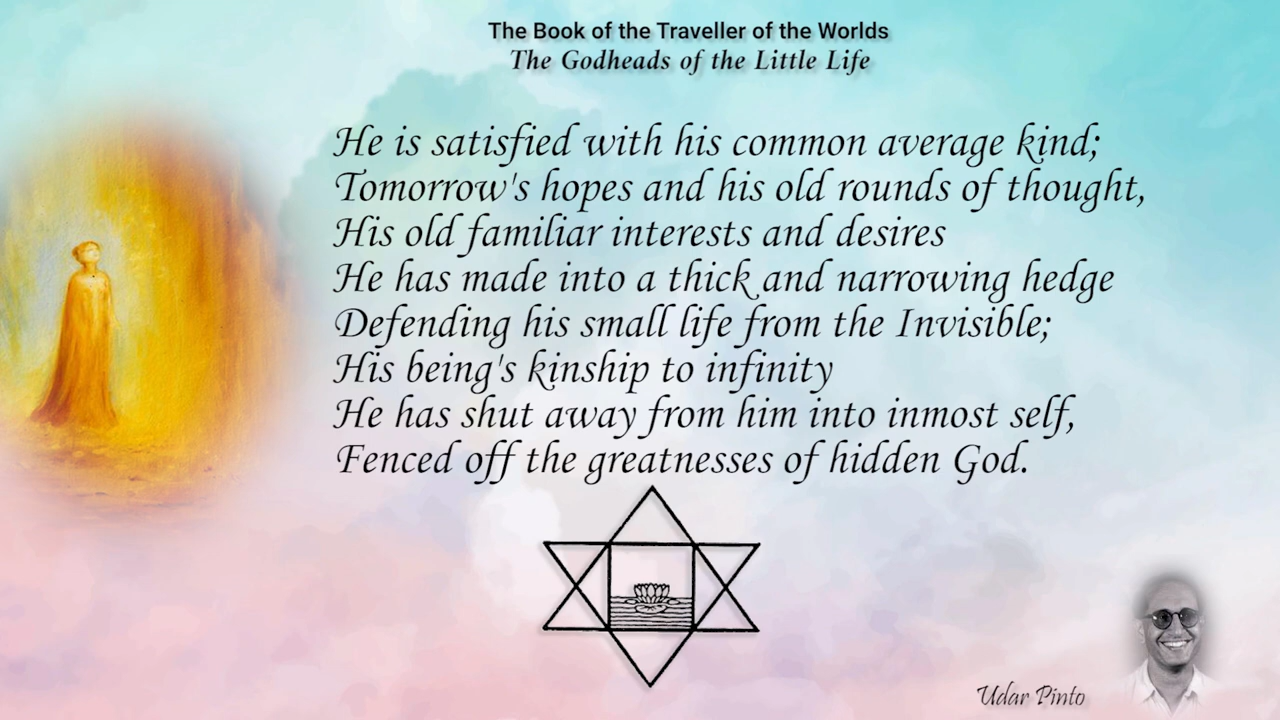 The Book of the Traveller of the Worlds
The Godheads of the Little Life
He is satisfied with his common average kind;
Tomorrow's hopes and his old rounds of thought,
His old familiar interests and desires
He has made into a thick and narrowing hedge
Defending his small life from the Invisible;
His being's kinship to infinity
He has shut away from him into inmost self,
Fenced off the greatnesses of hidden God.
Udar Pinto